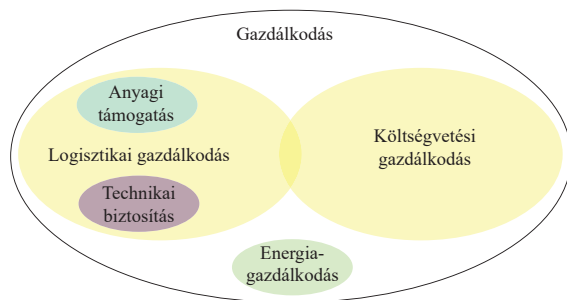 Gazdálkodás
Anyagi
támogatás
Logisztikai gazdálkodás
Technikai
biztosítás
Költségvetési
gazdálkodás
Energia-
gazdálkodás